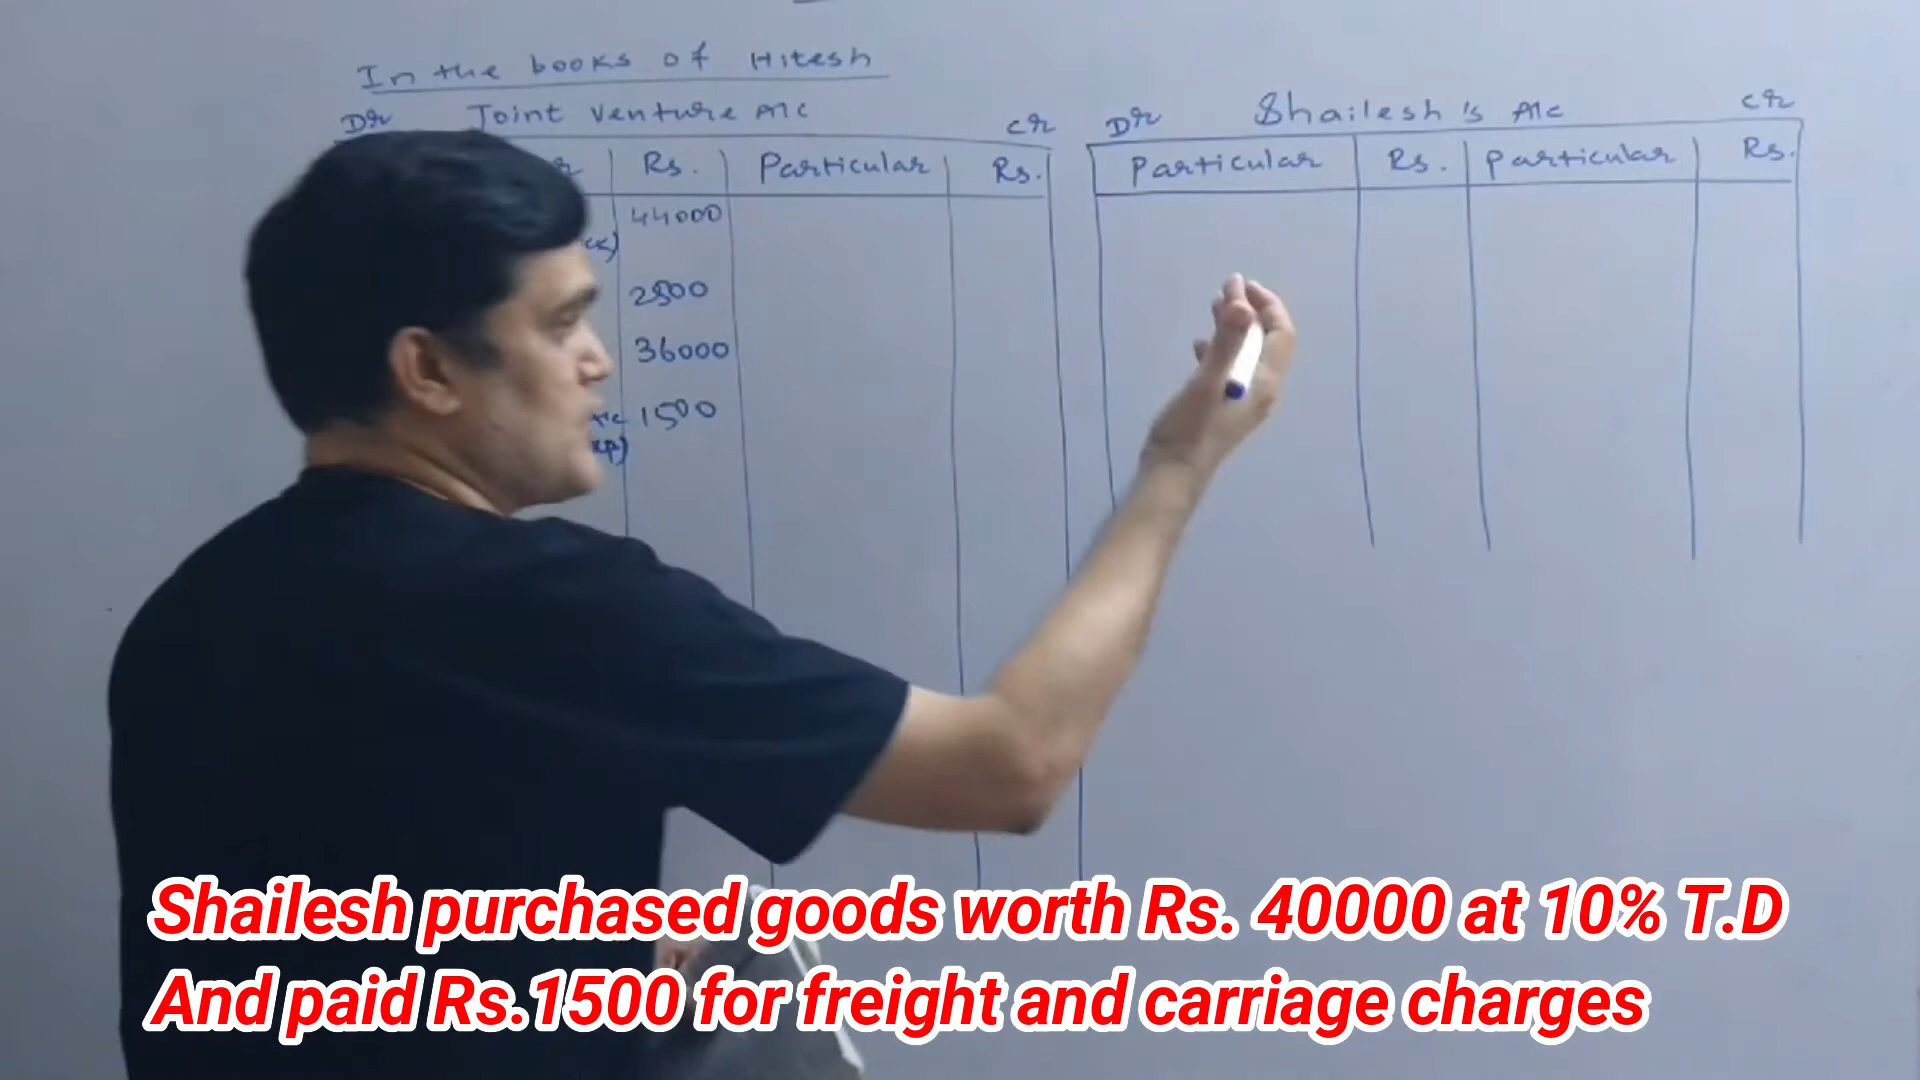 In the books of Hitesh
Dr Joint Venture A/c Cr
Rs. Particular Rs.
44000
2500
36000
A/c 1500
Dr Shailesh's A/c Cr
Particular Rs. Particular Rs.
Shailesh purchased goods worth Rs. 40000 at 10% T.D
And paid Rs.1500 for freight and carriage charges